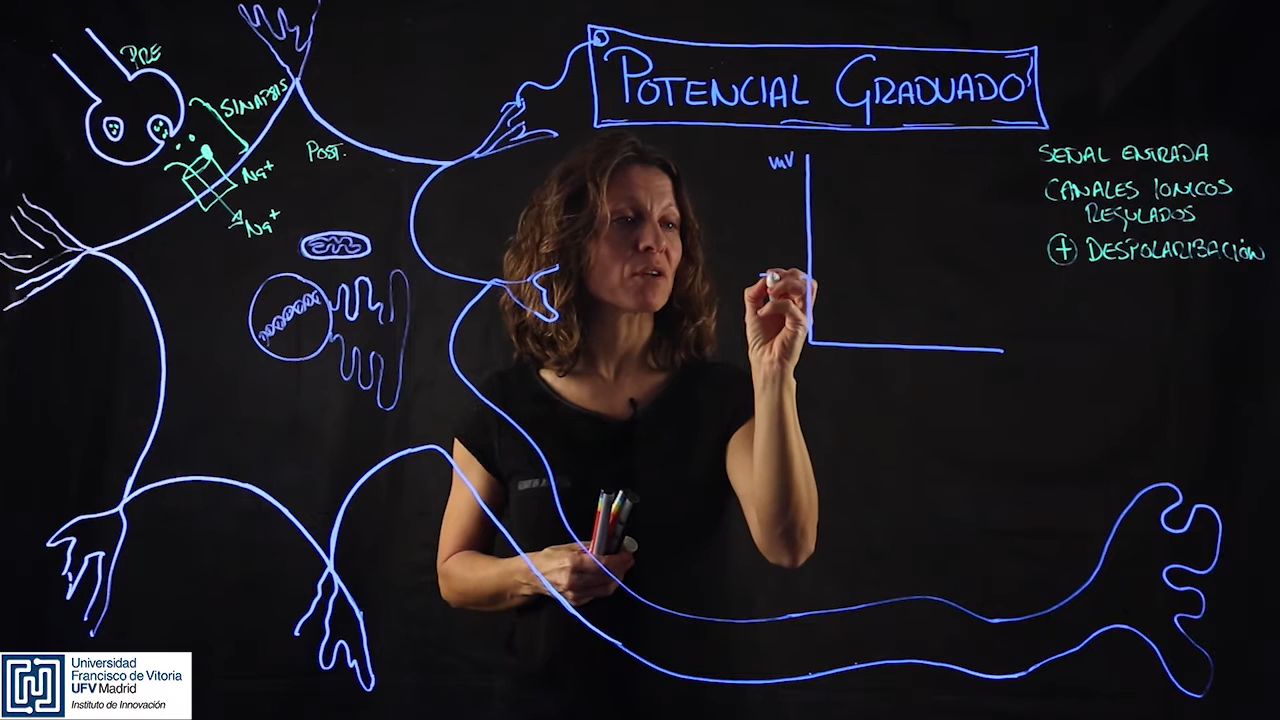 PRE
SINAPSIS
POST.
Na+
Na+
POTENCIAL GRADUADO
mV
SEÑAL ENTRADA
CANALES IONICOS
REGULADOS
+ DESPOLARIZACIÓN
Universidad
Francisco de Vitoria
UFV Madrid
Instituto de Innovación